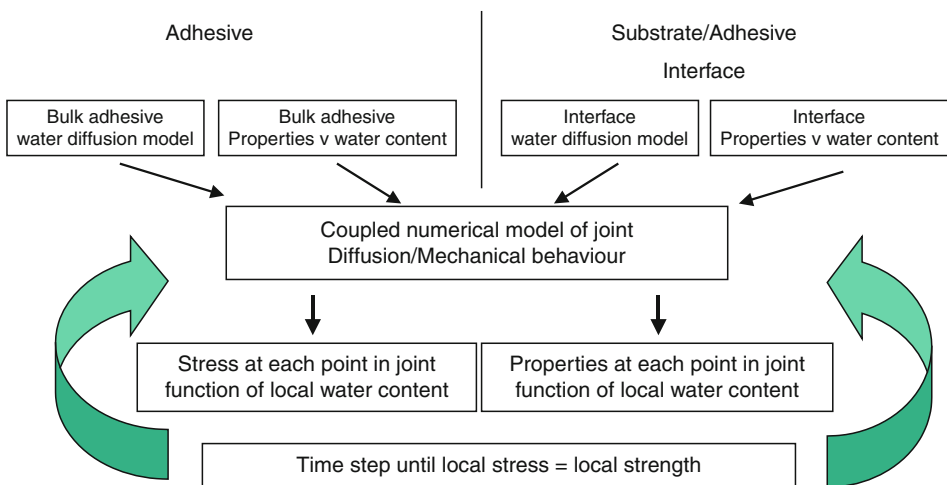 Adhesive
Substrate/Adhesive
Interface
Bulk adhesive
water diffusion model
Bulk adhesive
Properties v water content
Interface
water diffusion model
Interface
Properties v water content
Coupled numerical model of joint
Diffusion/Mechanical behaviour
Stress at each point in joint
function of local water content
Properties at each point in joint
function of local water content
Time step until local stress = local strength